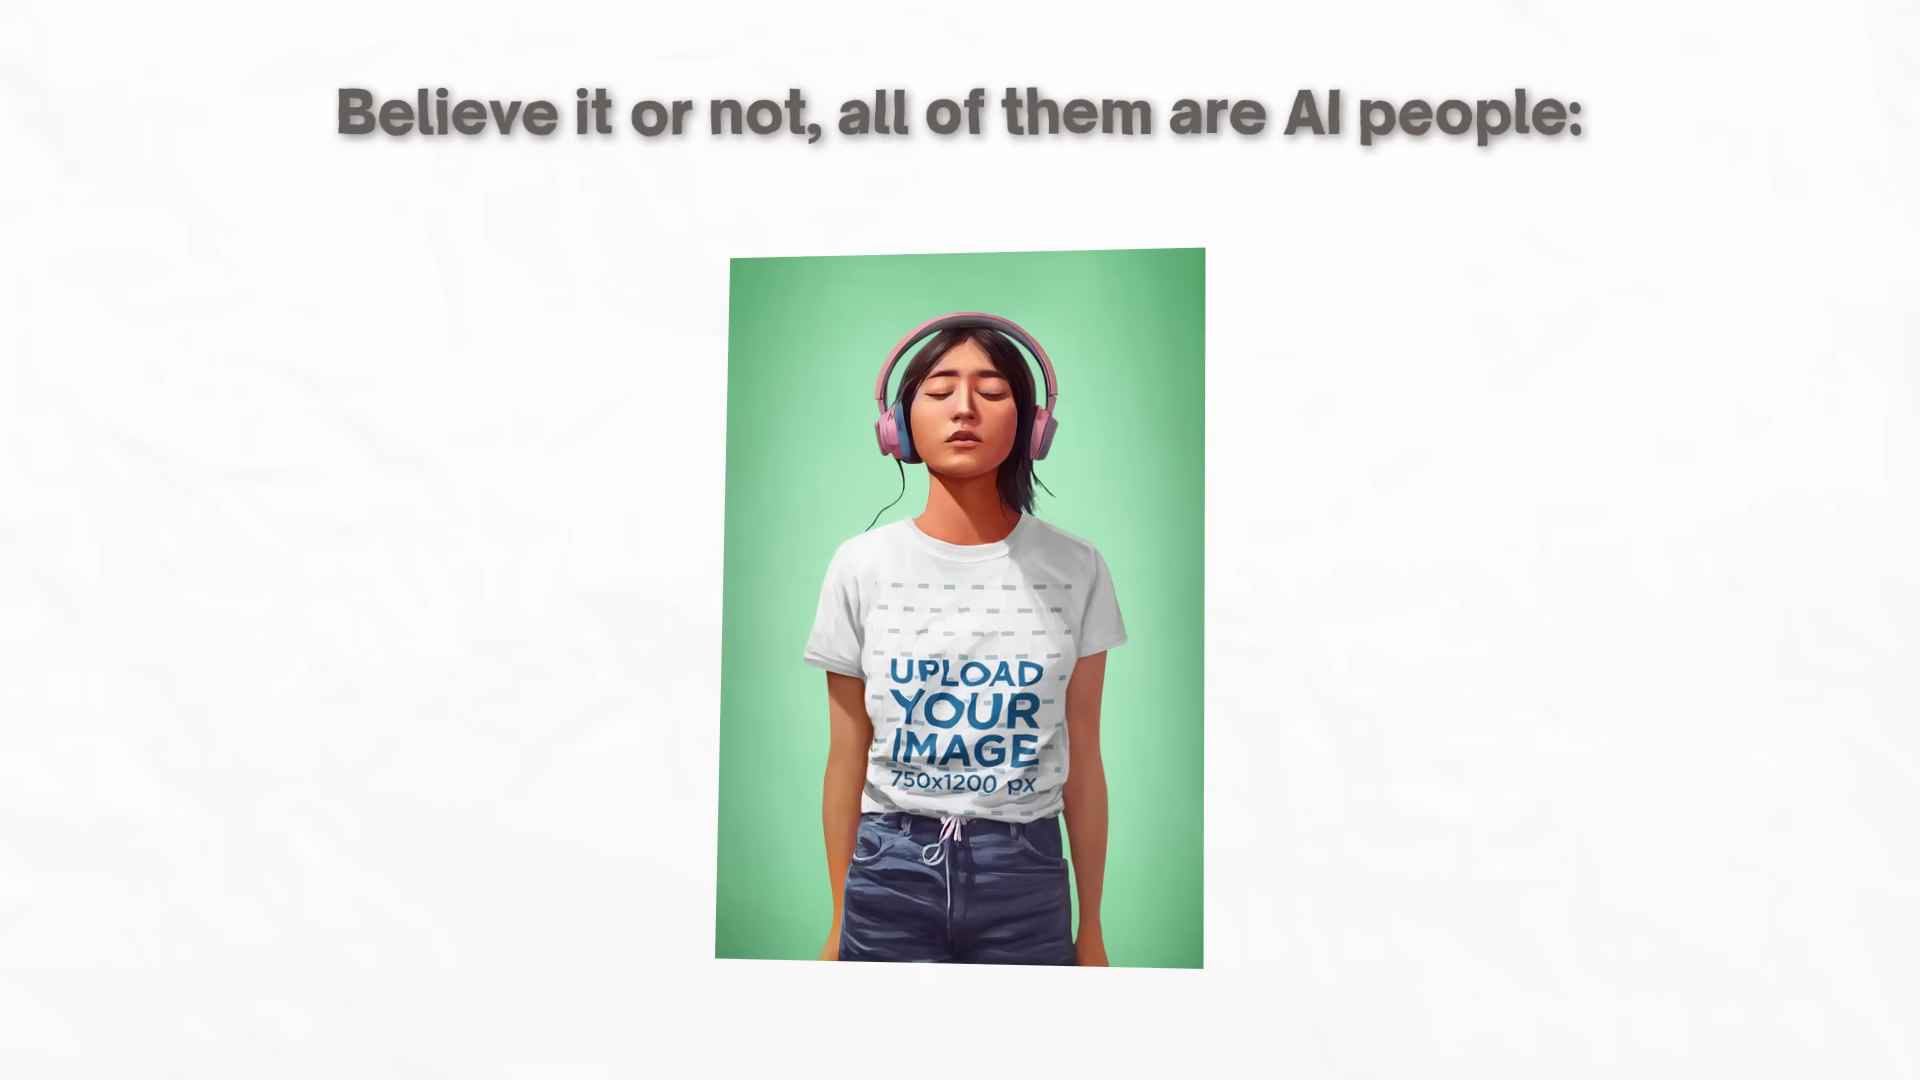 Believe it or not, all of them are AI people:
UPLOAD
YOUR
IMAGE
750x1200 px